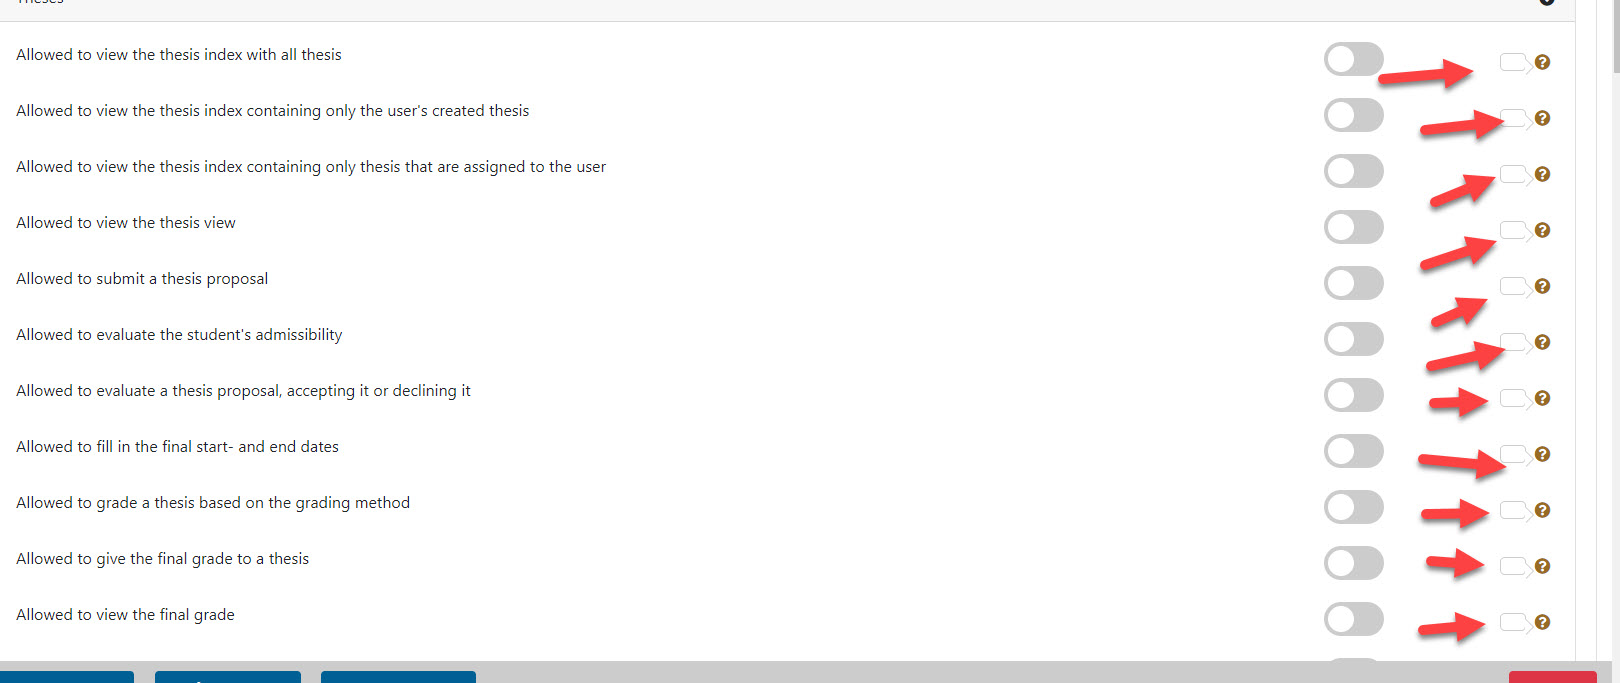 Theses
Allowed to view the thesis index with all thesis
Allowed to view the thesis index containing only the user's created thesis
Allowed to view the thesis index containing only thesis that are assigned to the user
Allowed to view the thesis view
Allowed to submit a thesis proposal
Allowed to evaluate the student's admissibility
Allowed to evaluate a thesis proposal, accepting it or declining it
Allowed to fill in the final start- and end dates
Allowed to grade a thesis based on the grading method
Allowed to give the final grade to a thesis
Allowed to view the final grade